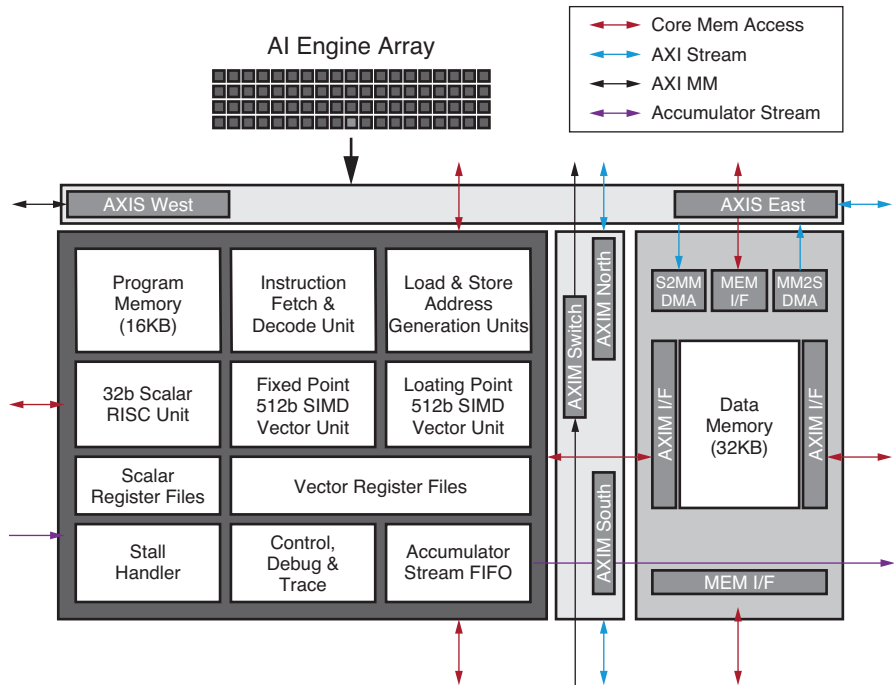 AI Engine Array
Core Mem Access
AXI Stream
AXI MM
Accumulator Stream
AXIS West
AXIS East
Program
Memory
(16KB)
Instruction
Fetch &
Decode Unit
Load & Store
Address
Generation Units
32b Scalar
RISC Unit
Fixed Point
512b SIMD
Vector Unit
Loating Point
512b SIMD
Vector Unit
Scalar
Register Files
Vector Register Files
Stall
Handler
Control,
Debug &
Trace
Accumulator
Stream FIFO
AXIM Switch
AXIM North
AXIM South
S2MM
DMA
MEM
I/F
MM2S
DMA
AXIM I/F
Data
Memory
(32KB)
AXIM I/F
MEM I/F